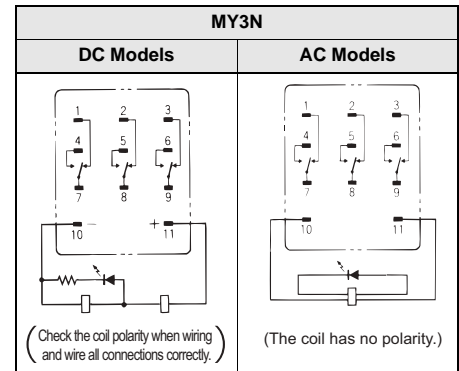 MY3N
DC Models
AC Models
1 2 3
4 5 6
7 8 9
10 − + 11
1 2 3
4 5 6
7 8 9
10 11
(Check the coil polarity when wiring
and wire all connections correctly.)
(The coil has no polarity.)